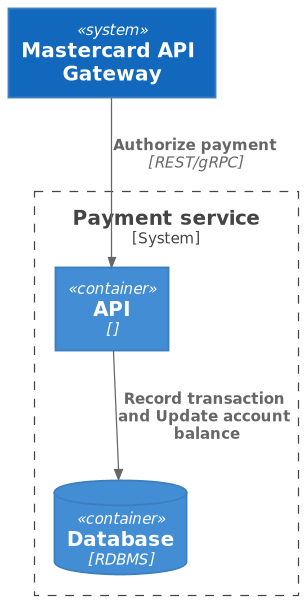 «system»
Mastercard API
Gateway
Authorize payment
[REST/gRPC]
Payment service
[System]
«container»
API
[]
Record transaction
and Update account
balance
«container»
Database
[RDBMS]